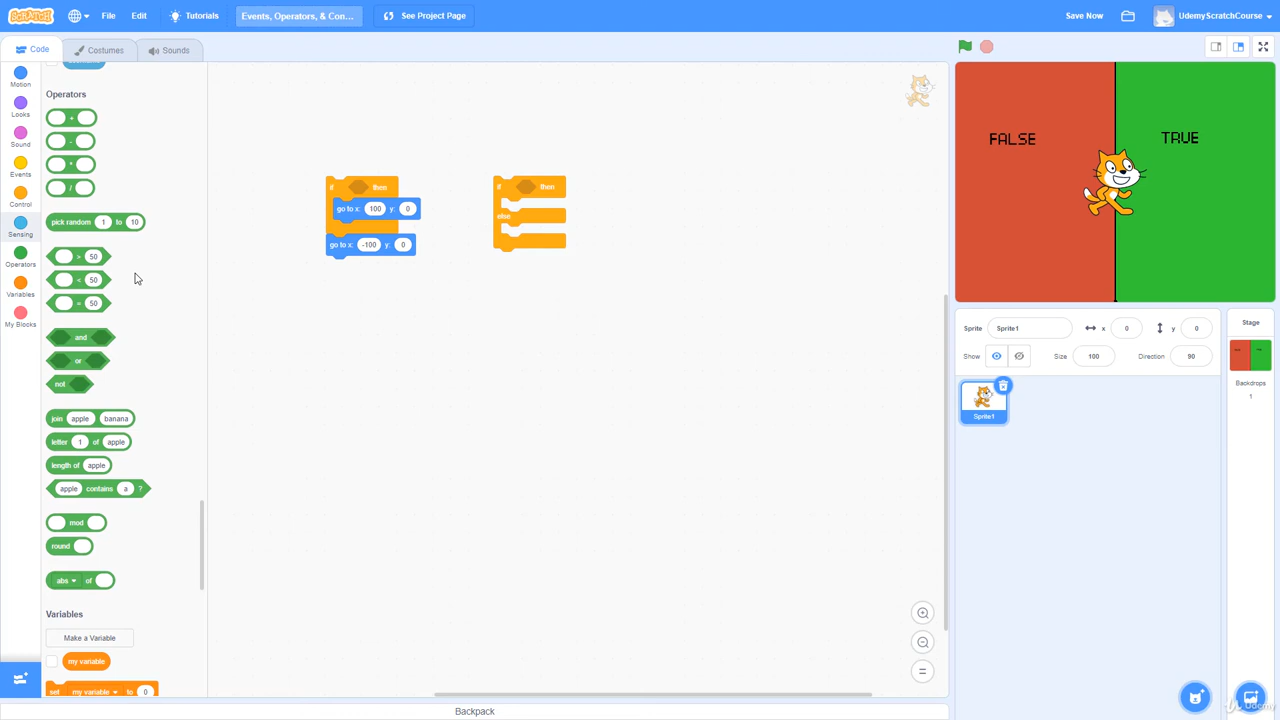 SCRATCH File Edit Tutorials Events, Operators, & Con... See Project Page Save Now UdemyScratchCourse
Code Costumes Sounds
Motion
Looks
Sound
Events
Control
Sensing
Operators
Variables
My Blocks
Operators
+
-
*
/
pick random 1 to 10
> 50
< 50
= 50
and
or
not
join apple banana
letter 1 of apple
length of apple
apple contains a ?
mod
round
abs of
Variables
Make a Variable
my variable
set my variable to 0
if then
go to x: 100 y: 0
go to x: -100 y: 0
if then
else
FALSE TRUE
Sprite Sprite1 x 0 y 0
Show Size 100 Direction 90
Sprite1
Stage
Backdrops
1
Backpack
Udemy